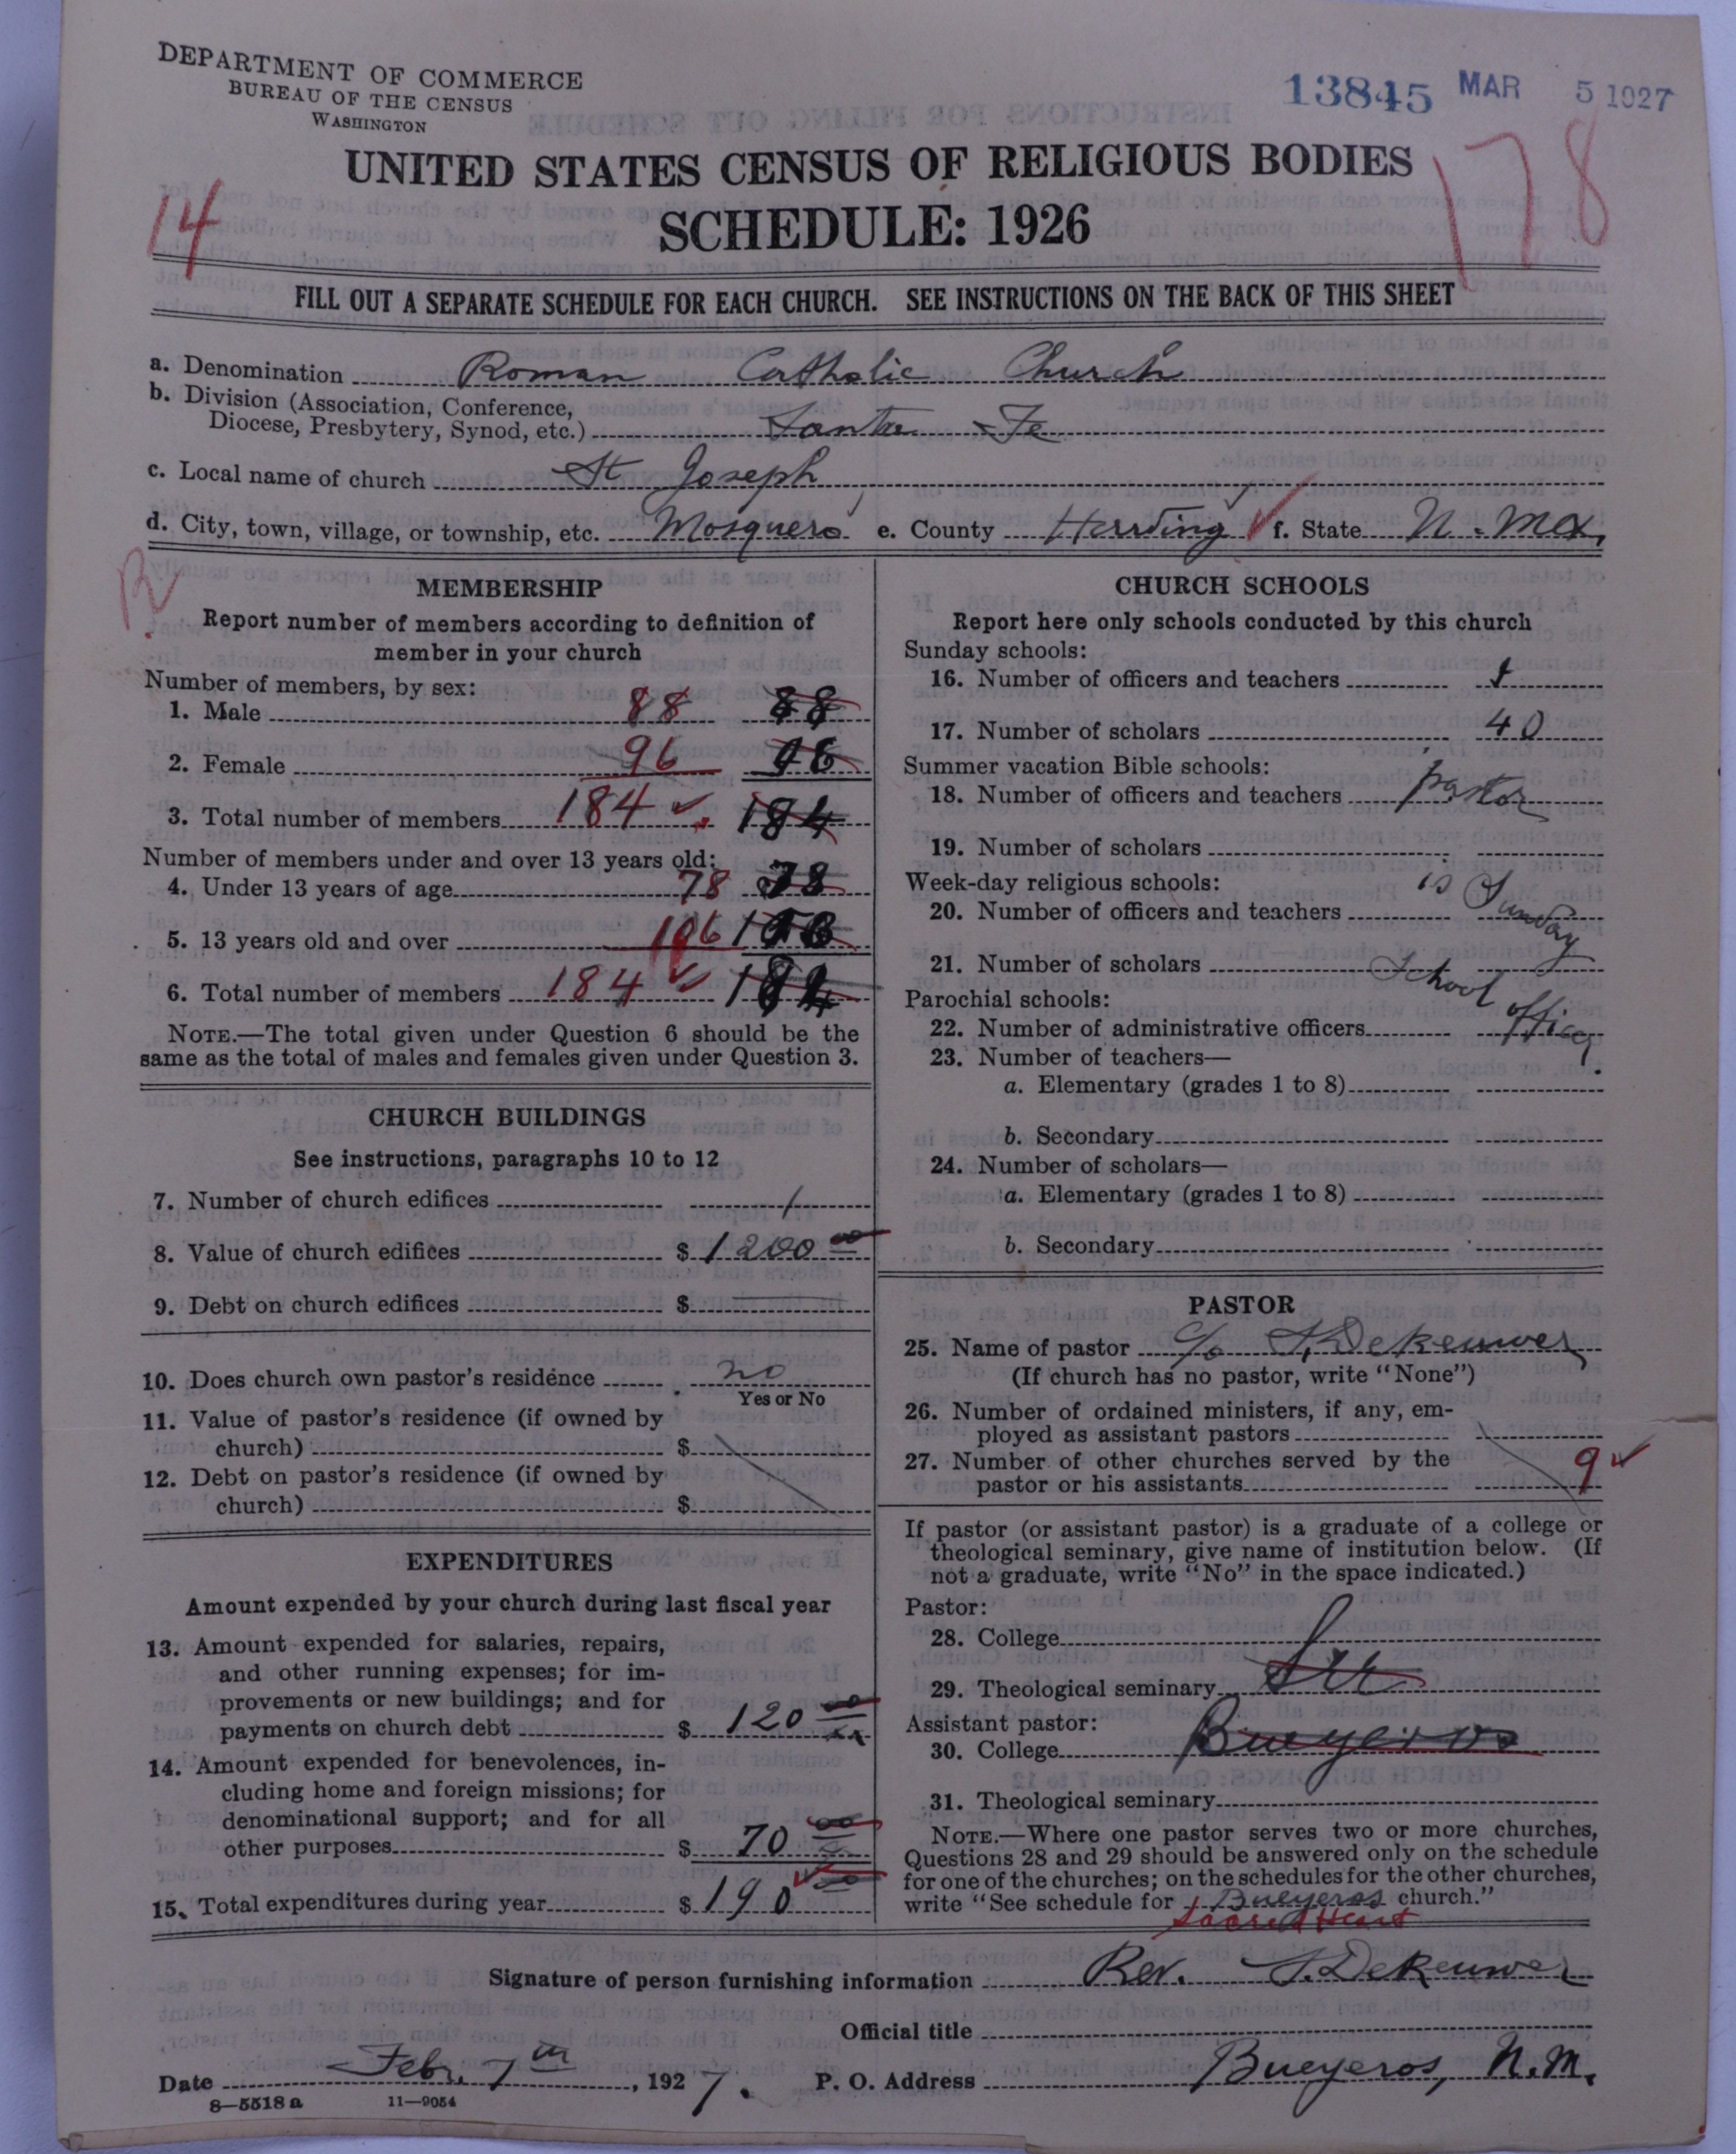 DEPARTMENT OF COMMERCE
BUREAU OF THE CENSUS
WASHINGTON
13845 MAR 5 1927
UNITED STATES CENSUS OF RELIGIOUS BODIES
14 SCHEDULE: 1926 178
FILL OUT A SEPARATE SCHEDULE FOR EACH CHURCH. SEE INSTRUCTIONS ON THE BACK OF THIS SHEET
a. Denomination Roman Catholic Church
b. Division (Association, Conference,
Diocese, Presbytery, Synod, etc.) Santa Fe
c. Local name of church St Joseph
d. City, town, village, or township, etc. Mosquero e. County Harding ✓ f. State N. Mex.
R
MEMBERSHIP
Report number of members according to definition of
member in your church
Number of members, by sex:
1. Male 88 88
2. Female 96
3. Total number of members 184 ✓ 184
Number of members under and over 13 years old:
4. Under 13 years of age 78 78
5. 13 years old and over 106
6. Total number of members 184 ✓ 184
NOTE.—The total given under Question 6 should be the
same as the total of males and females given under Question 3.
CHURCH BUILDINGS
See instructions, paragraphs 10 to 12
7. Number of church edifices 1
8. Value of church edifices $ 1200 00
9. Debt on church edifices $
10. Does church own pastor's residence no
Yes or No
11. Value of pastor's residence (if owned by
church) $
12. Debt on pastor's residence (if owned by
church) $
EXPENDITURES
Amount expended by your church during last fiscal year
13. Amount expended for salaries, repairs,
and other running expenses; for im-
provements or new buildings; and for
payments on church debt $ 120 00
14. Amount expended for benevolences, in-
cluding home and foreign missions; for
denominational support; and for all
other purposes $ 70 00
15. Total expenditures during year $ 190 00
CHURCH SCHOOLS
Report here only schools conducted by this church
Sunday schools:
16. Number of officers and teachers
17. Number of scholars 40
Summer vacation Bible schools:
18. Number of officers and teachers pastor
19. Number of scholars
Week-day religious schools: is
20. Number of officers and teachers Sunday
21. Number of scholars School
Parochial schools:
22. Number of administrative officers
23. Number of teachers—
a. Elementary (grades 1 to 8)
b. Secondary
24. Number of scholars—
a. Elementary (grades 1 to 8)
b. Secondary
PASTOR
25. Name of pastor c/o DeKeuwer
(If church has no pastor, write "None")
26. Number of ordained ministers, if any, em-
ployed as assistant pastors
27. Number of other churches served by the
pastor or his assistants 9 ✓
If pastor (or assistant pastor) is a graduate of a college or
theological seminary, give name of institution below. (If
not a graduate, write "No" in the space indicated.)
Pastor:
28. College
29. Theological seminary
Assistant pastor:
30. College Bueyeros
31. Theological seminary
NOTE.—Where one pastor serves two or more churches,
Questions 28 and 29 should be answered only on the schedule
for one of the churches; on the schedules for the other churches,
write "See schedule for Bueyeros church."
Sacred Heart
Signature of person furnishing information Rev. DeKeuwer
Official title
Date Febr. 7th, 1927. P. O. Address Bueyeros, N.M.
8—5518 a 11—9054